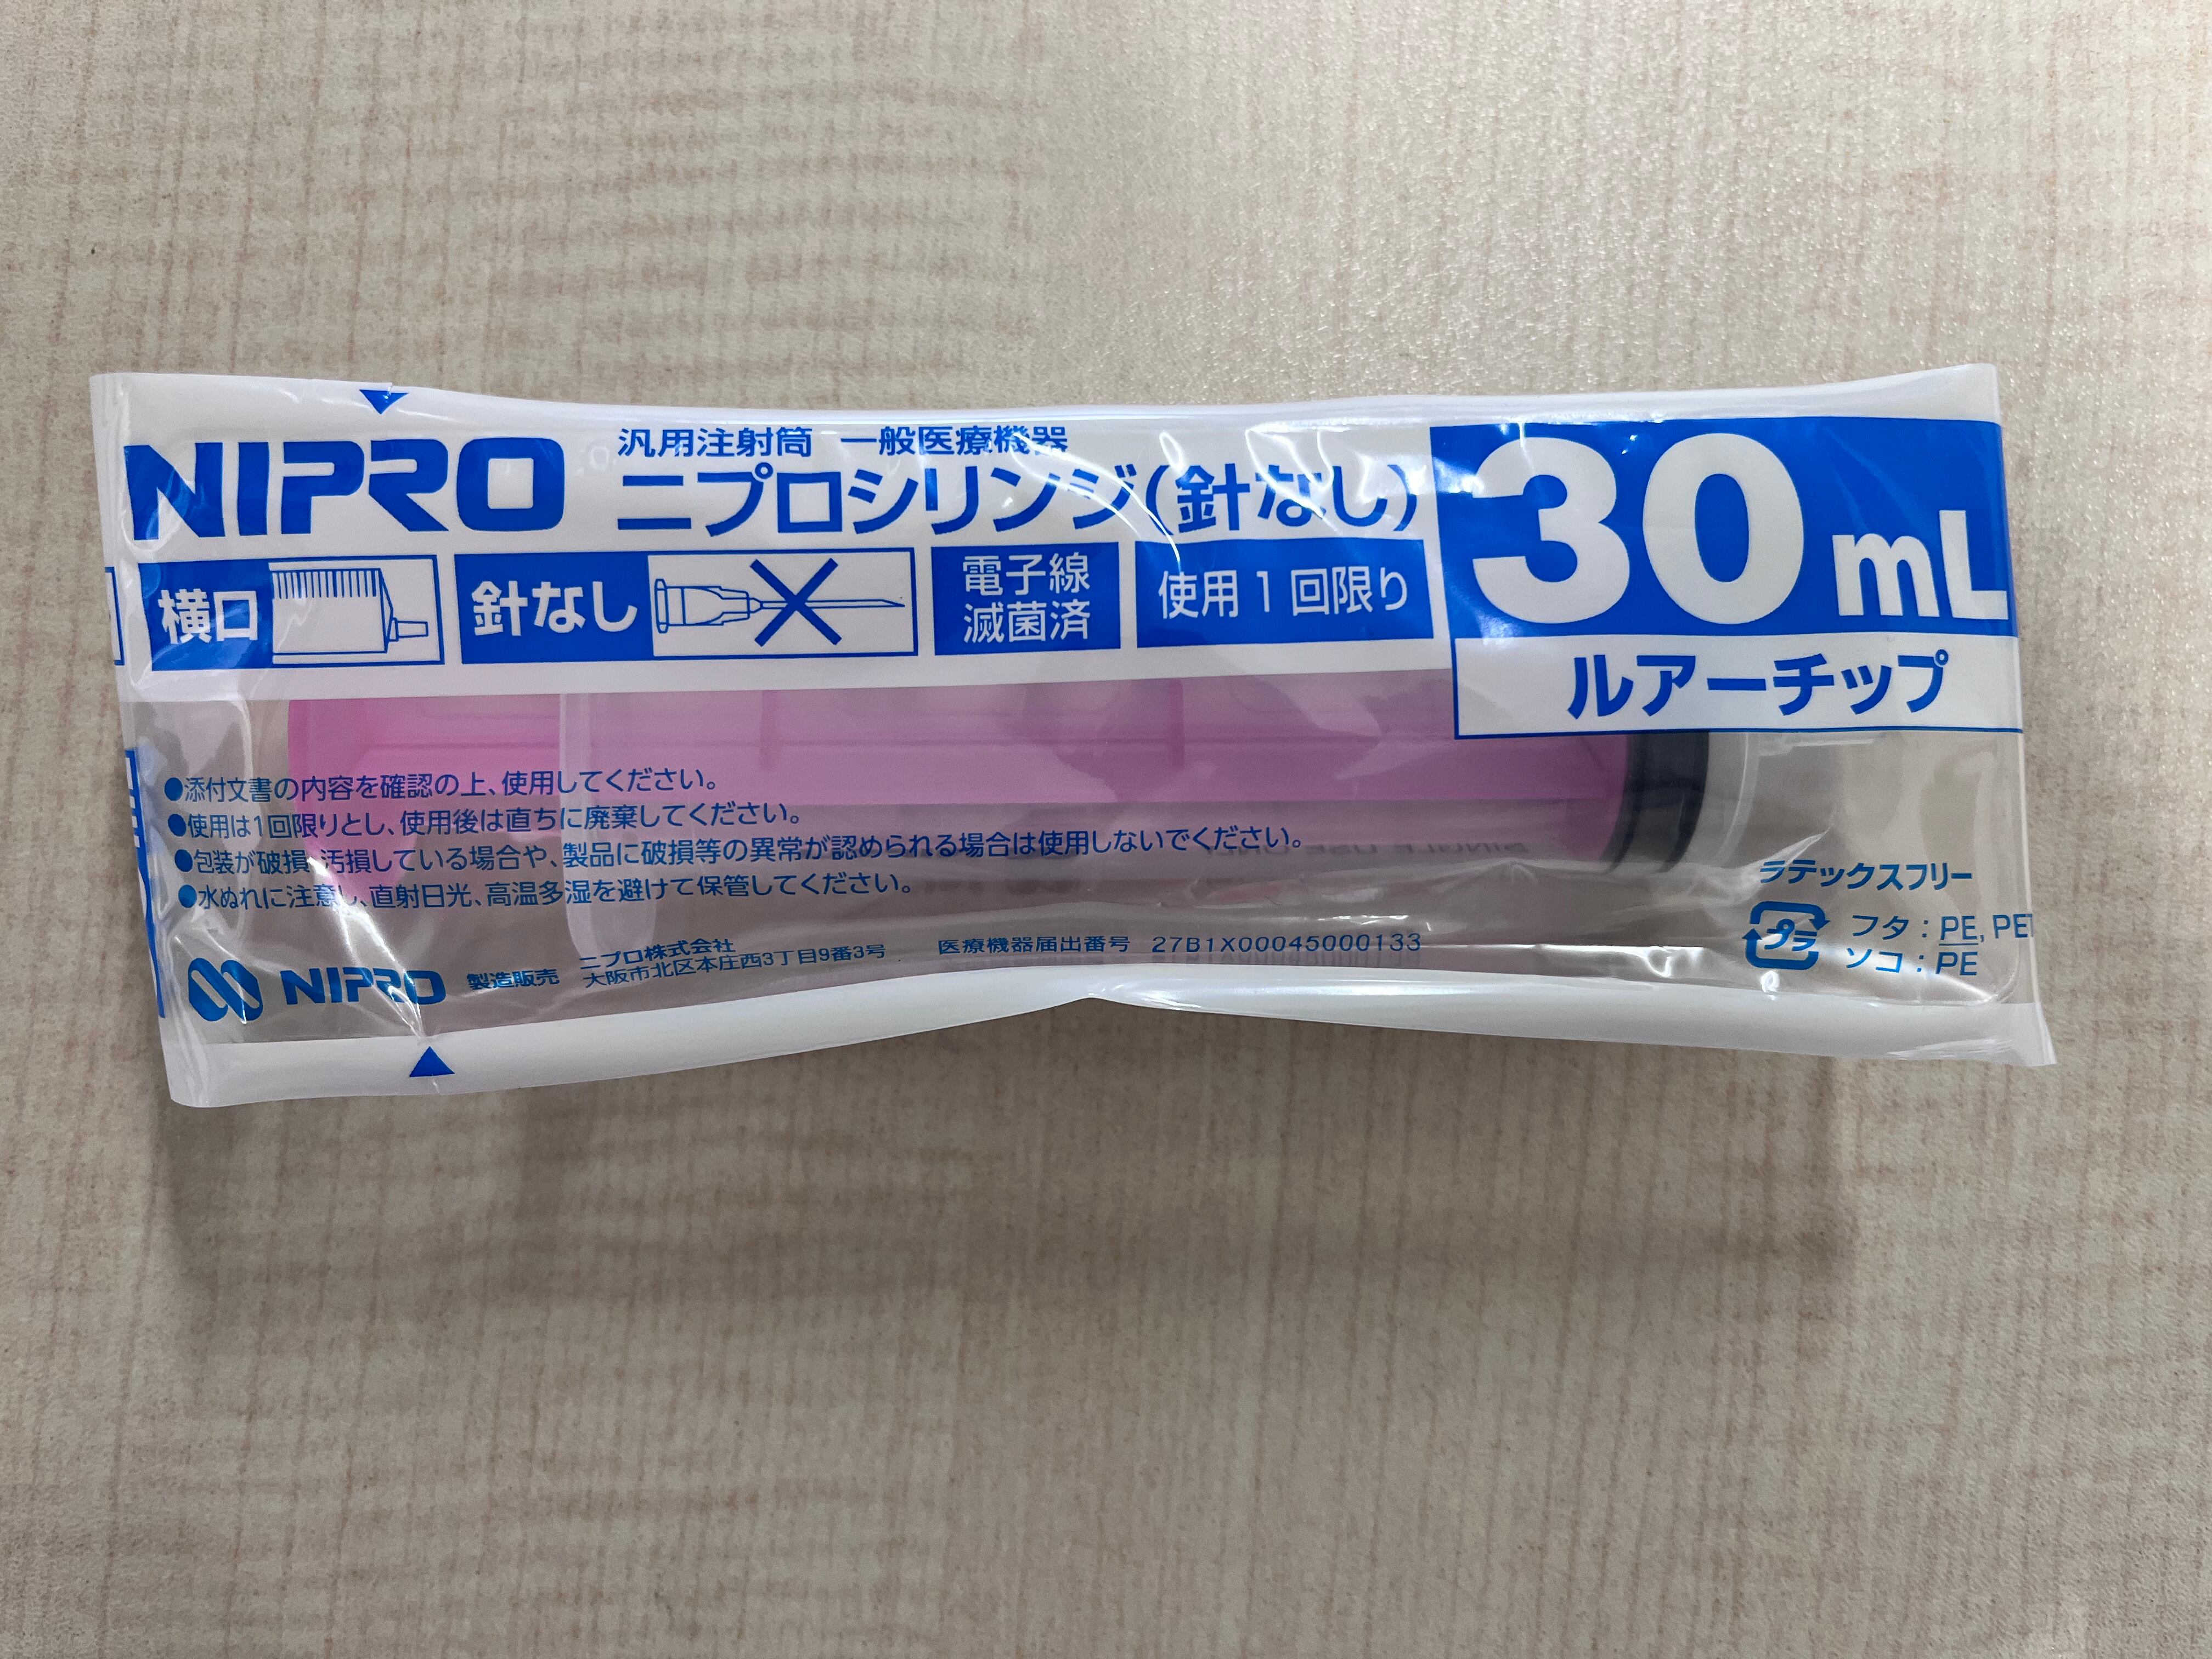 NIPRO
汎用注射筒 一般医療機器
ニプロシリンジ(針なし)
30mL
横口
針なし
電子線
滅菌済
使用1回限り
ルアーチップ
●添付文書の内容を確認の上、使用してください。
●使用は1回限りとし、使用後は直ちに廃棄してください。
●包装が破損、汚損している場合や、製品に破損等の異常が認められる場合は使用しないでください。
●水ぬれに注意し、直射日光、高温多湿を避けて保管してください。
ラテックスフリー
プラ
フタ:PE, PET
ソコ:PE
NIPRO 製造販売
ニプロ株式会社
大阪市北区本庄西3丁目9番3号
医療機器届出番号 27B1X00045000133